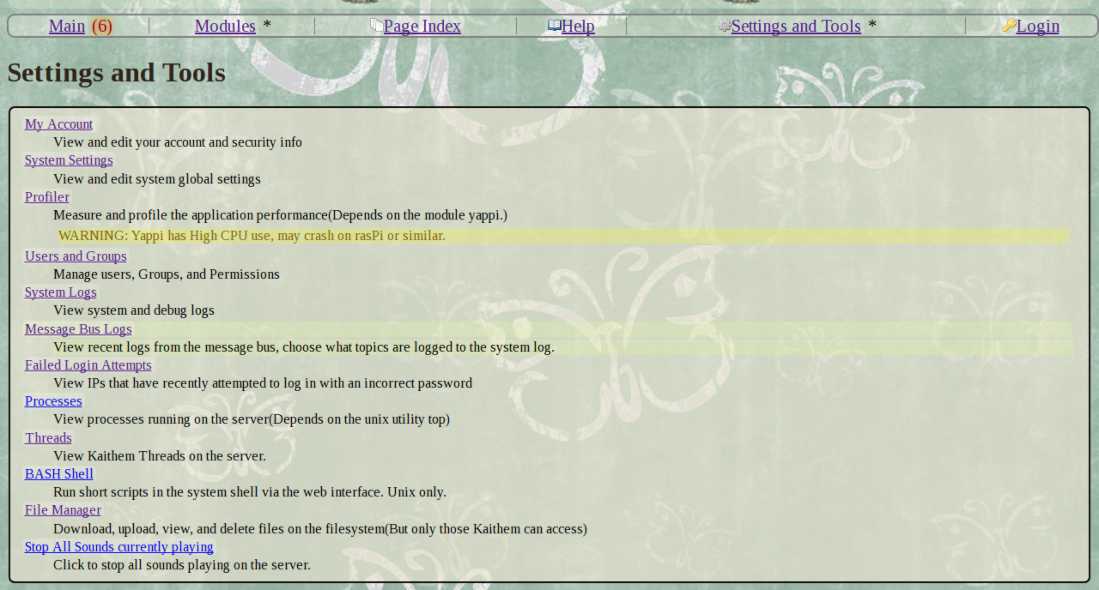 Main (6) Modules * Page Index Help Settings and Tools * Login
Settings and Tools
My Account
View and edit your account and security info
System Settings
View and edit system global settings
Profiler
Measure and profile the application performance(Depends on the module yappi.)
WARNING: Yappi has High CPU use, may crash on rasPi or similar.
Users and Groups
Manage users, Groups, and Permissions
System Logs
View system and debug logs
Message Bus Logs
View recent logs from the message bus, choose what topics are logged to the system log.
Failed Login Attempts
View IPs that have recently attempted to log in with an incorrect password
Processes
View processes running on the server(Depends on the unix utility top)
Threads
View Kaithem Threads on the server.
BASH Shell
Run short scripts in the system shell via the web interface. Unix only.
File Manager
Download, upload, view, and delete files on the filesystem(But only those Kaithem can access)
Stop All Sounds currently playing
Click to stop all sounds playing on the server.